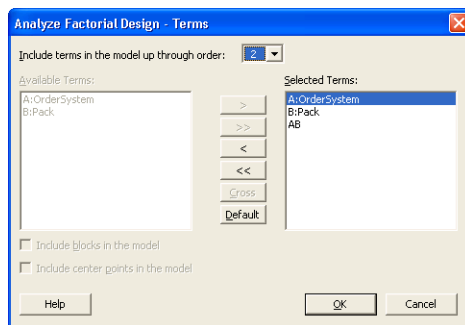 Analyze Factorial Design - Terms
Include terms in the model up through order: 2
Available Terms:
A:OrderSystem
B:Pack
>
>>
<
<<
Cross
Default
Selected Terms:
A:OrderSystem
B:Pack
AB
Include blocks in the model
Include center points in the model
Help
OK
Cancel